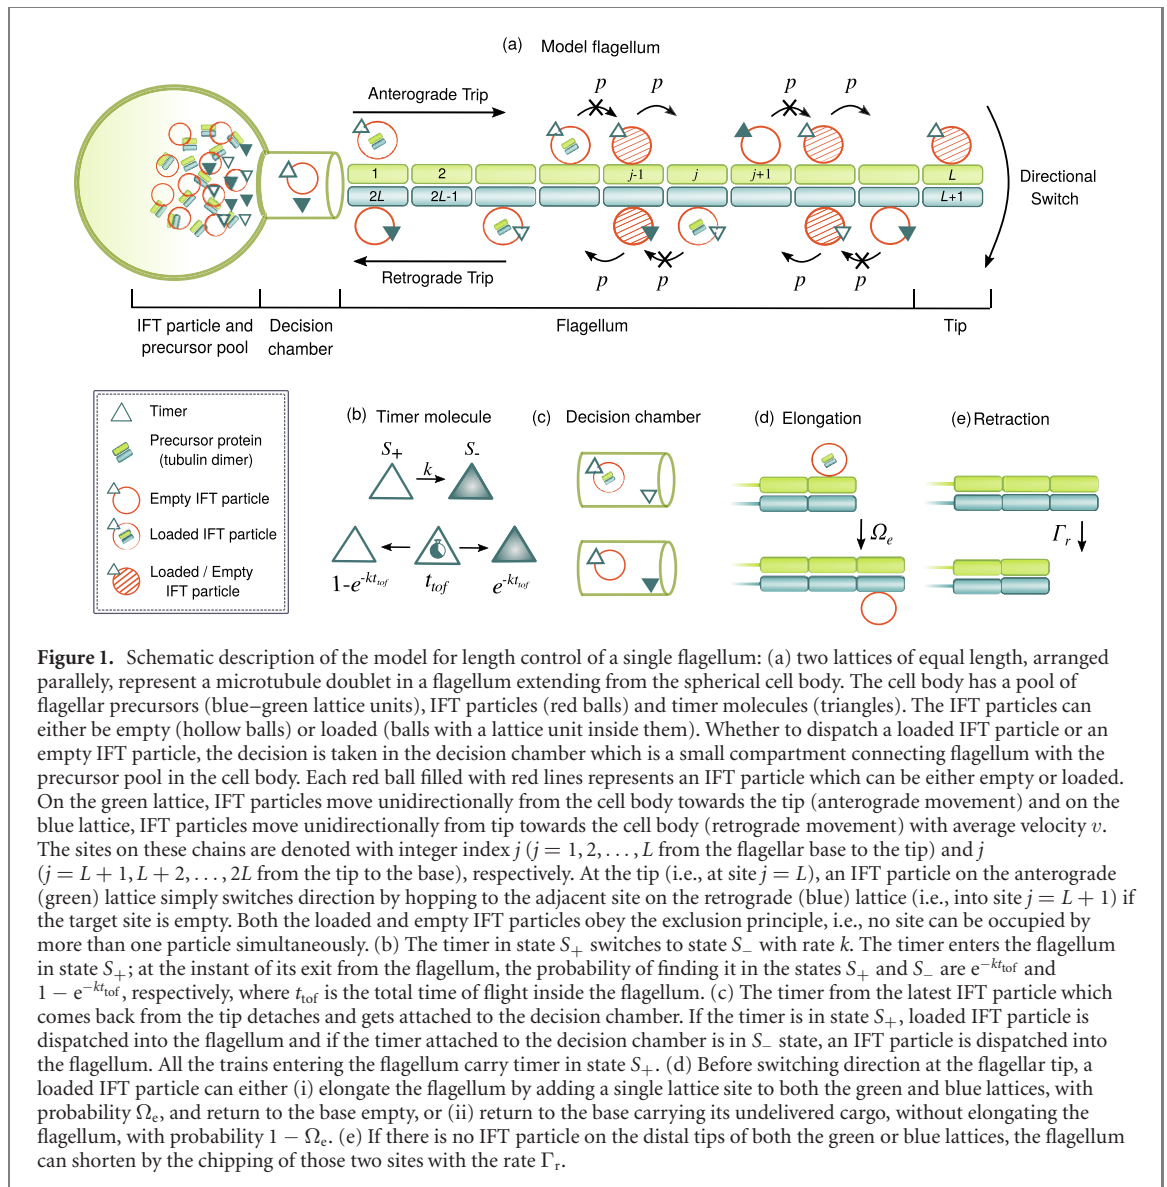 (a) Model flagellum
Anterograde Trip
p p p p
1 2 j-1 j j+1 L
2L 2L-1 L+1
Directional
Switch
Retrograde Trip
p p p p
IFT particle and
precursor pool
Decision
chamber
Flagellum
Tip
Timer
Precursor protein
(tubulin dimer)
Empty IFT particle
Loaded IFT particle
Loaded / Empty
IFT particle
(b) Timer molecule
S+ S-
k
1-e^-kt_tof t_tof e^-kt_tof
(c) Decision chamber
(d) Elongation
Ωe
(e) Retraction
Γr
Figure 1. Schematic description of the model for length control of a single flagellum: (a) two lattices of equal length, arranged
parallely, represent a microtubule doublet in a flagellum extending from the spherical cell body. The cell body has a pool of
flagellar precursors (blue–green lattice units), IFT particles (red balls) and timer molecules (triangles). The IFT particles can
either be empty (hollow balls) or loaded (balls with a lattice unit inside them). Whether to dispatch a loaded IFT particle or an
empty IFT particle, the decision is taken in the decision chamber which is a small compartment connecting flagellum with the
precursor pool in the cell body. Each red ball filled with red lines represents an IFT particle which can be either empty or loaded.
On the green lattice, IFT particles move unidirectionally from the cell body towards the tip (anterograde movement) and on the
blue lattice, IFT particles move unidirectionally from tip towards the cell body (retrograde movement) with average velocity v.
The sites on these chains are denoted with integer index j (j = 1, 2, . . . , L from the flagellar base to the tip) and j
(j = L + 1, L + 2, . . . , 2L from the tip to the base), respectively. At the tip (i.e., at site j = L), an IFT particle on the anterograde
(green) lattice simply switches direction by hopping to the adjacent site on the retrograde (blue) lattice (i.e., into site j = L + 1) if
the target site is empty. Both the loaded and empty IFT particles obey the exclusion principle, i.e., no site can be occupied by
more than one particle simultaneously. (b) The timer in state S+ switches to state S− with rate k. The timer enters the flagellum
in state S+; at the instant of its exit from the flagellum, the probability of finding it in the states S+ and S− are e^−kt_tof and
1 − e^−kt_tof, respectively, where t_tof is the total time of flight inside the flagellum. (c) The timer from the latest IFT particle which
comes back from the tip detaches and gets attached to the decision chamber. If the timer is in state S+, loaded IFT particle is
dispatched into the flagellum and if the timer attached to the decision chamber is in S− state, an IFT particle is dispatched into
the flagellum. All the trains entering the flagellum carry timer in state S+. (d) Before switching direction at the flagellar tip, a
loaded IFT particle can either (i) elongate the flagellum by adding a single lattice site to both the green and blue lattices, with
probability Ωe, and return to the base empty, or (ii) return to the base carrying its undelivered cargo, without elongating the
flagellum, with probability 1 − Ωe. (e) If there is no IFT particle on the distal tips of both the green or blue lattices, the flagellum
can shorten by the chipping of those two sites with the rate Γr.